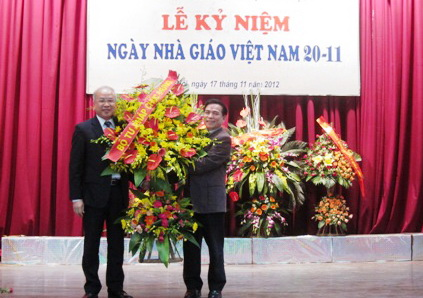 LỄ KỶ NIỆM
NGÀY NHÀ GIÁO VIỆT NAM 20-11
, ngày 17 tháng 11 năm 2012
BỘ TƯ